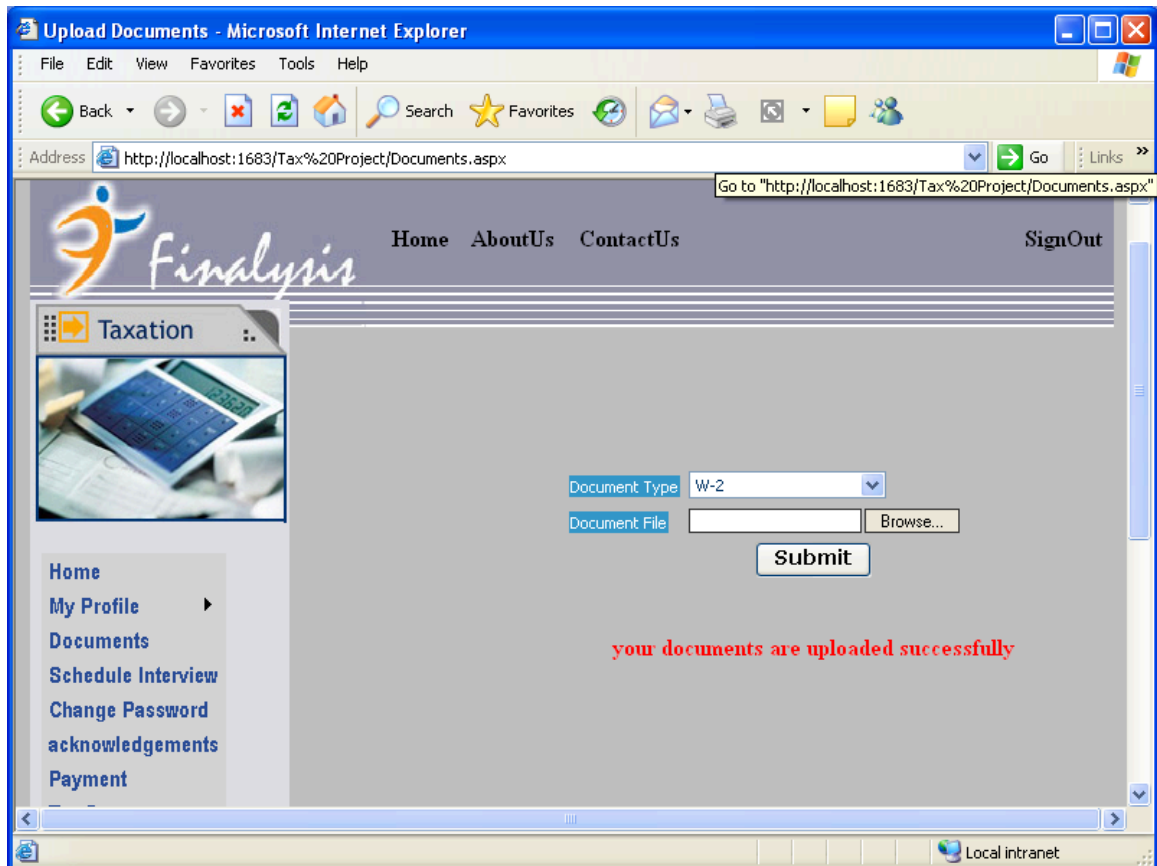 Upload Documents - Microsoft Internet Explorer
File Edit View Favorites Tools Help
Back Search Favorites
Address http://localhost:1683/Tax%20Project/Documents.aspx Go Links »
Go to "http://localhost:1683/Tax%20Project/Documents.aspx"
Finalysis
Home AboutUs ContactUs SignOut
Taxation
123620
Document Type W-2
Document File Browse...
Submit
your documents are uploaded successfully
Home
My Profile
Documents
Schedule Interview
Change Password
acknowledgements
Payment
Local intranet